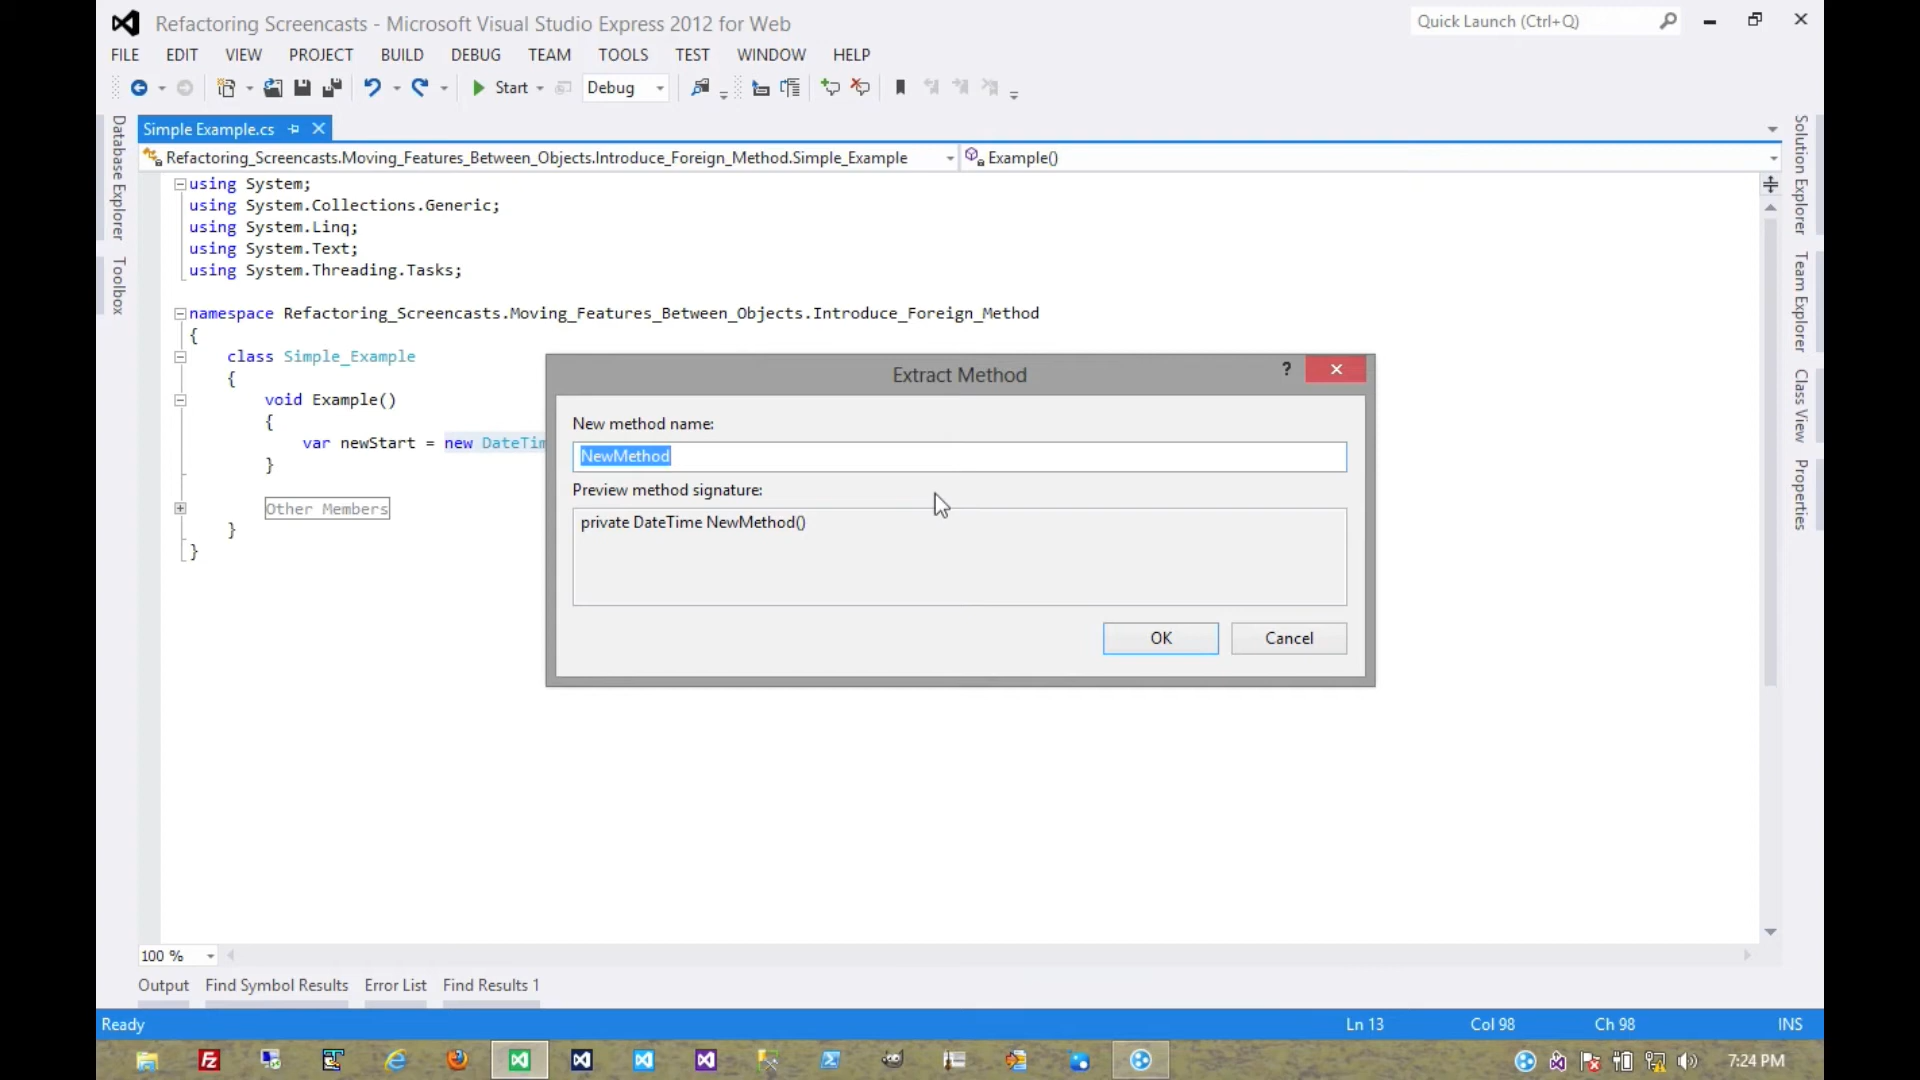 Refactoring Screencasts - Microsoft Visual Studio Express 2012 for Web
Quick Launch (Ctrl+Q)
FILE EDIT VIEW PROJECT BUILD DEBUG TEAM TOOLS TEST WINDOW HELP
Start Debug
Simple Example.cs
Refactoring_Screencasts.Moving_Features_Between_Objects.Introduce_Foreign_Method.Simple_Example Example()
using System;
using System.Collections.Generic;
using System.Linq;
using System.Text;
using System.Threading.Tasks;
namespace Refactoring_Screencasts.Moving_Features_Between_Objects.Introduce_Foreign_Method
{
class Simple_Example
{
void Example()
{
var newStart = new DateTim
}
Other Members
}
}
Database Explorer
Toolbox
Solution Explorer
Team Explorer
Class View
Properties
Extract Method
?
New method name:
NewMethod
Preview method signature:
private DateTime NewMethod()
OK Cancel
100 %
Output Find Symbol Results Error List Find Results 1
Ready Ln 13 Col 98 Ch 98 INS
7:24 PM